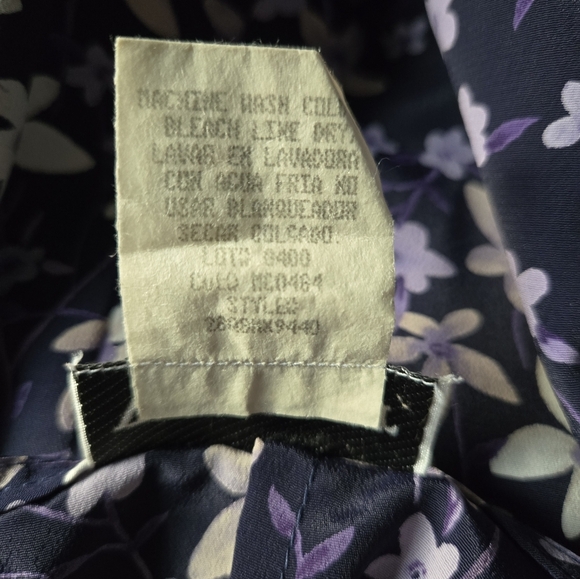 MACHINE WASH COLD
BLEACH LINE DRY
LAVAR EN LAVADORA
CON AGUA FRIA NO
USAR BLANQUEADOR
SECAR COLGADO.
LOT# 9400
STYLE#